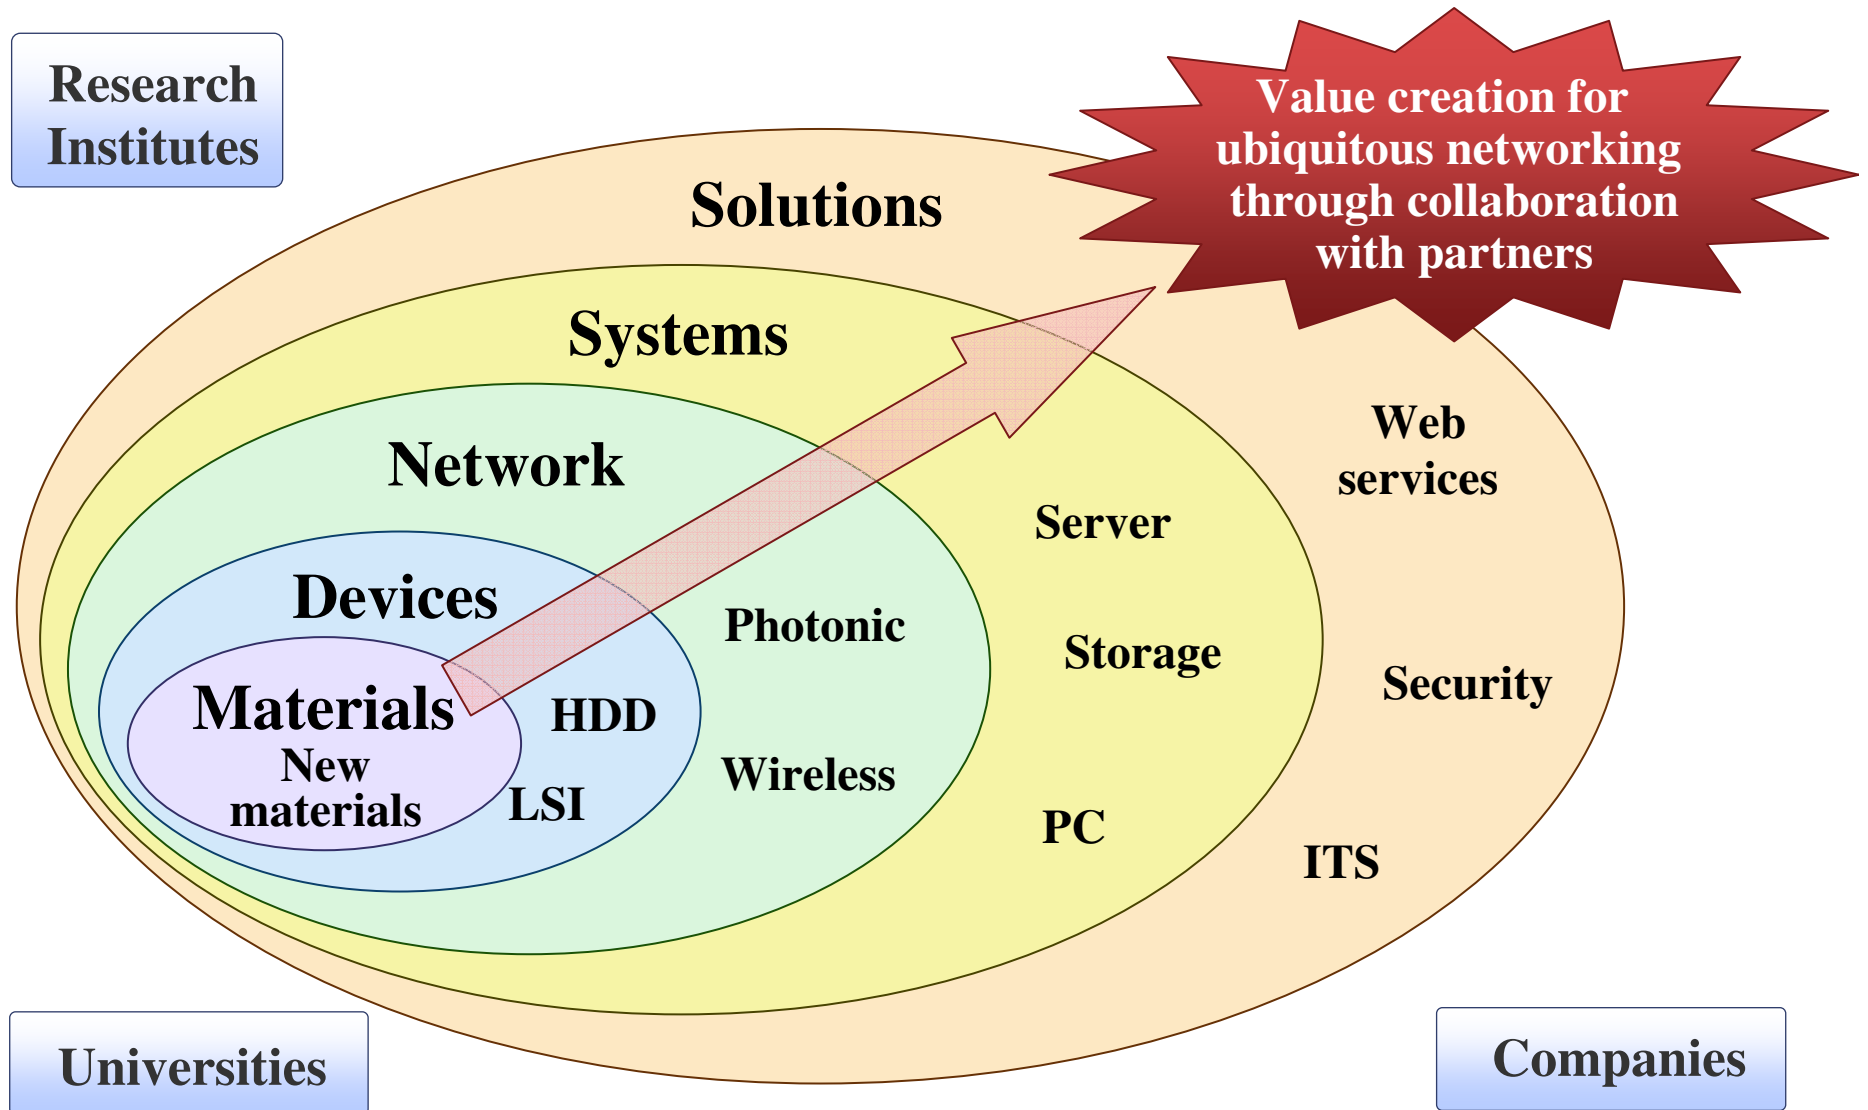 Research
Institutes
Value creation for
ubiquitous networking
through collaboration
with partners
Solutions
Systems
Network
Devices
Materials
New
materials
HDD
LSI
Photonic
Wireless
Server
Storage
PC
Web
services
Security
ITS
Universities
Companies